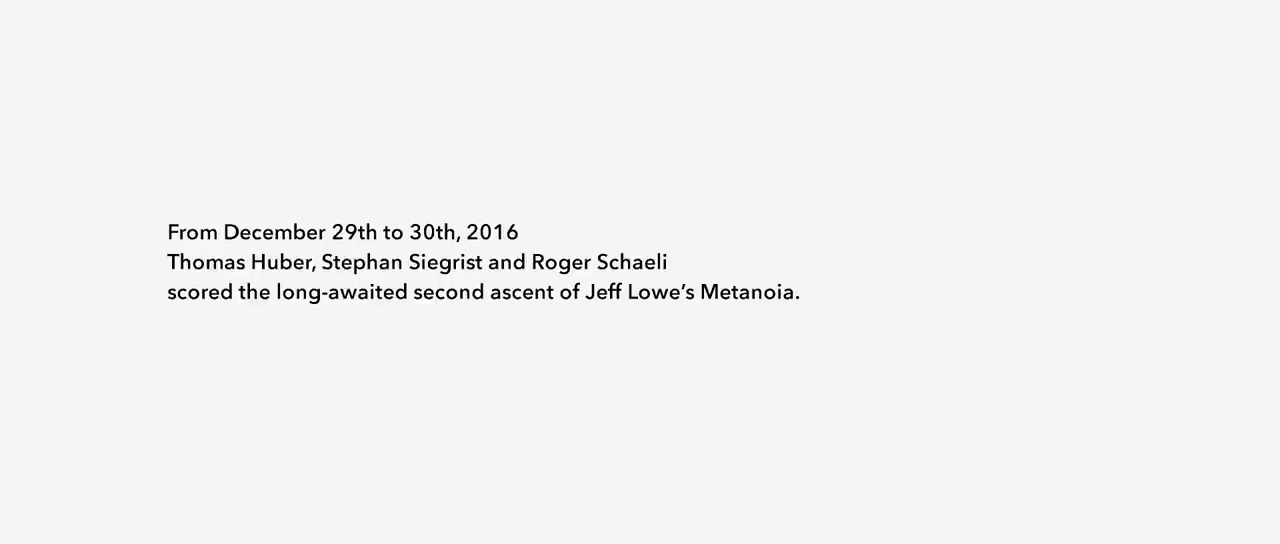 From December 29th to 30th, 2016
Thomas Huber, Stephan Siegrist and Roger Schaeli
scored the long-awaited second ascent of Jeff Lowe’s Metanoia.